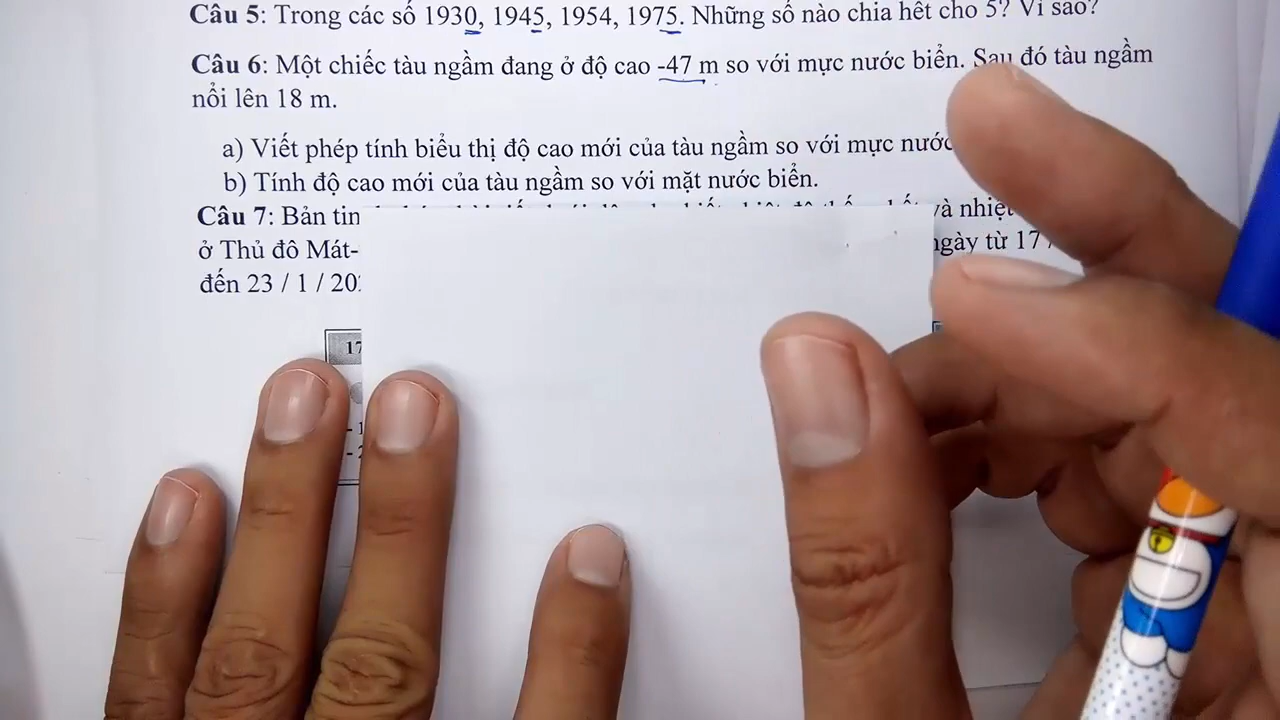 Câu 5: Trong các số 1930, 1945, 1954, 1975. Những số nào chia hết cho 5? Vì sao?
Câu 6: Một chiếc tàu ngầm đang ở độ cao -47 m so với mực nước biển. Sau đó tàu ngầm
nổi lên 18 m.
a) Viết phép tính biểu thị độ cao mới của tàu ngầm so với mực nước
b) Tính độ cao mới của tàu ngầm so với mặt nước biển.
Câu 7: Bản tin và nhiệt
ở Thủ đô Mát- ngày từ 17
đến 23 / 1 / 20
17